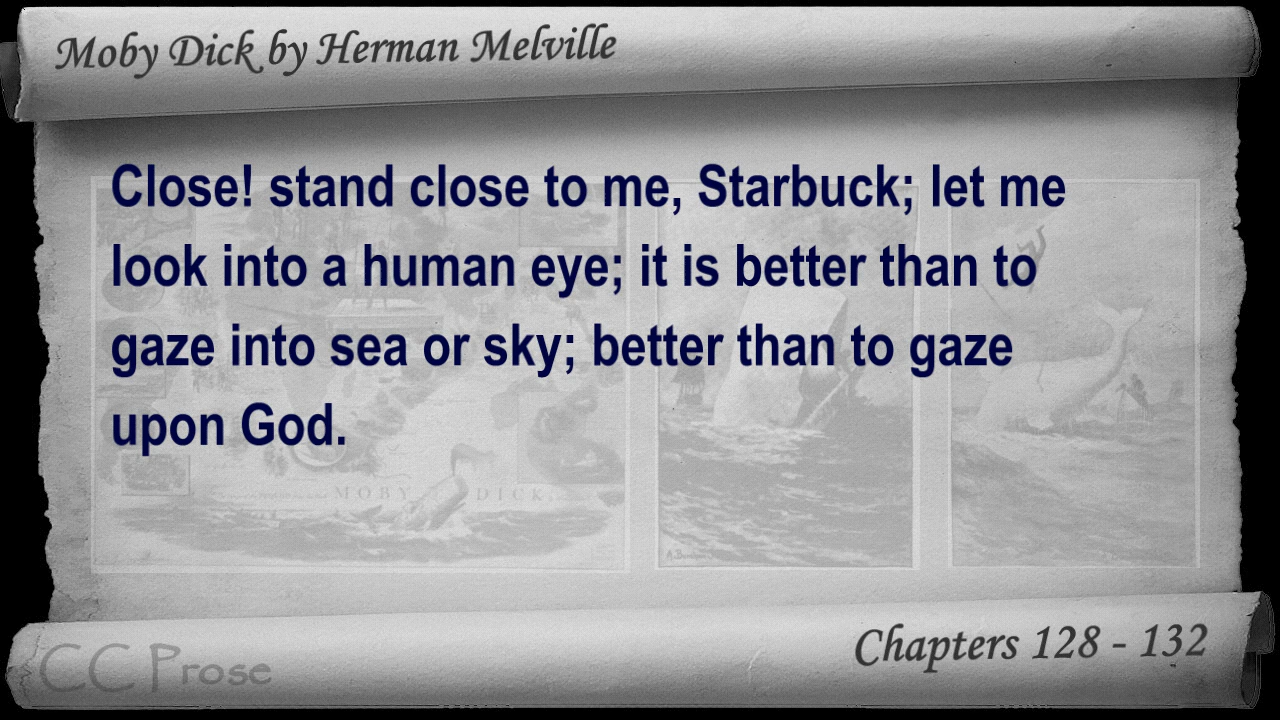 Moby Dick by Herman Melville
Close! stand close to me, Starbuck; let me
look into a human eye; it is better than to
gaze into sea or sky; better than to gaze
upon God.
MOBY DICK
Chapters 128 - 132
CC Prose